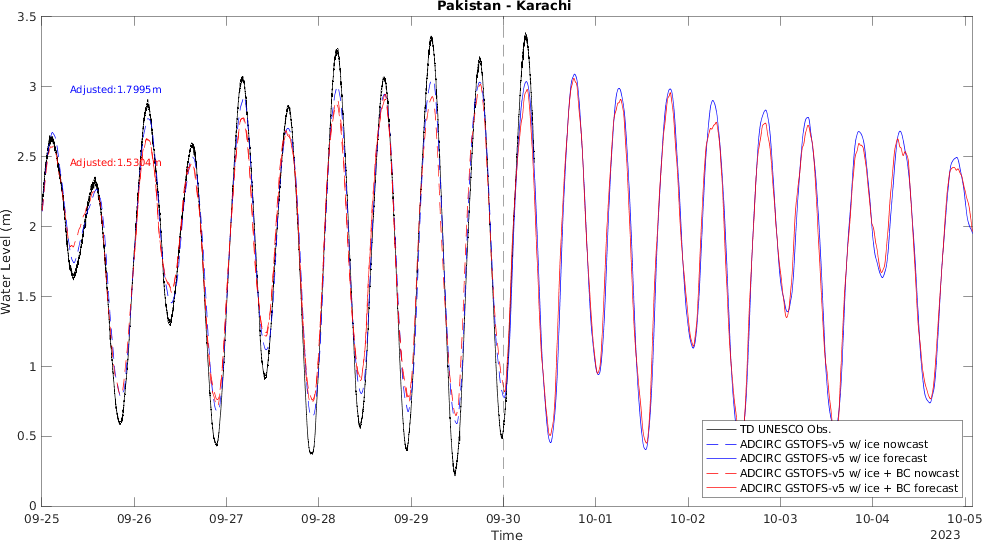 Pakistan - Karachi
3.5
3
2.5
2
1.5
1
0.5
0
Water Level (m)
Adjusted:1.7995m
Adjusted:1.5304m
TD UNESCO Obs.
ADCIRC GSTOFS-v5 w/ ice nowcast
ADCIRC GSTOFS-v5 w/ ice forecast
ADCIRC GSTOFS-v5 w/ ice + BC nowcast
ADCIRC GSTOFS-v5 w/ ice + BC forecast
09-25 09-26 09-27 09-28 09-29 09-30 10-01 10-02 10-03 10-04 10-05
Time
2023